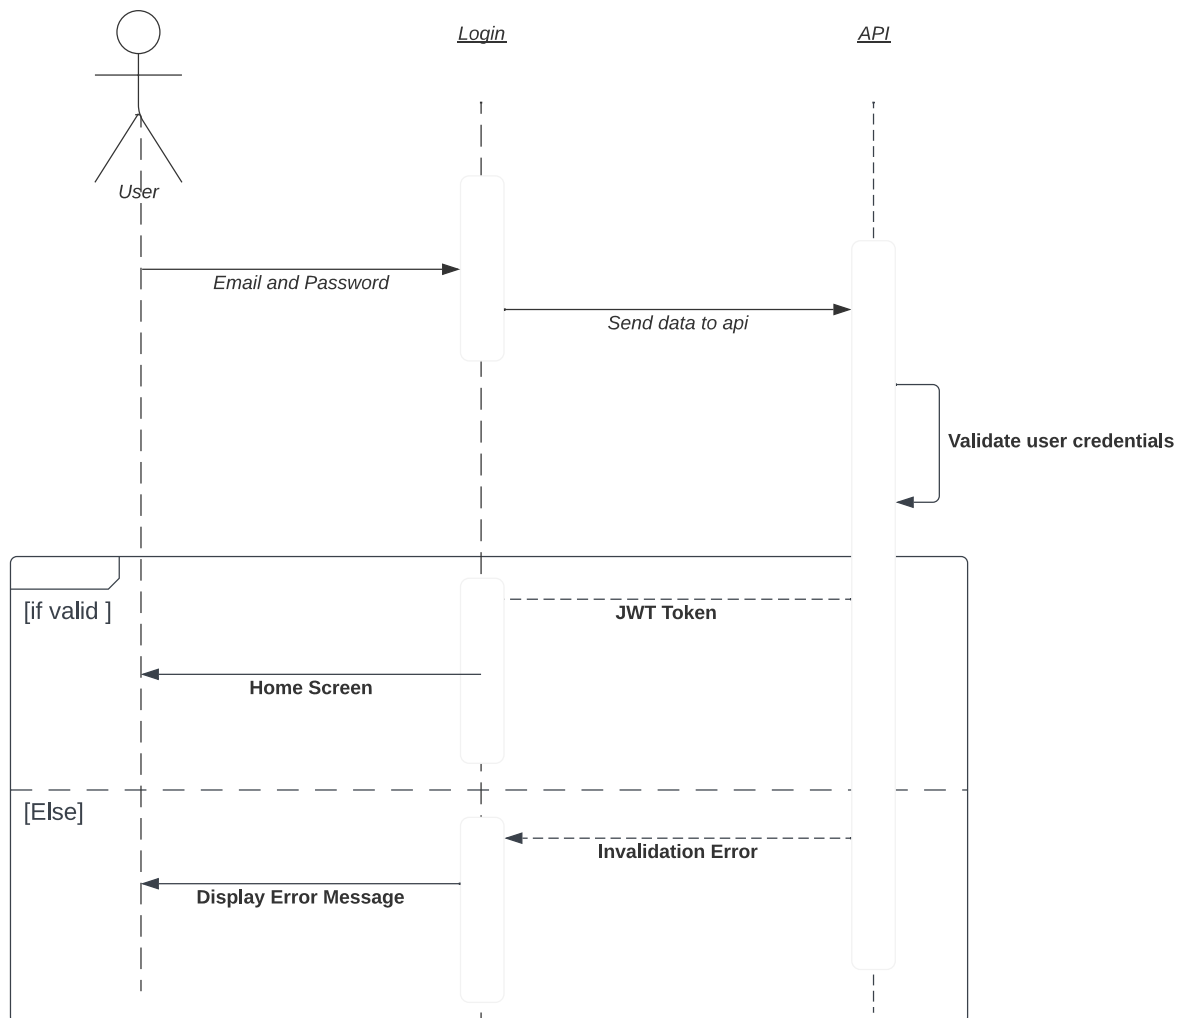 Login
API
User
Email and Password
Send data to api
Validate user credentials
[if valid ]
JWT Token
Home Screen
[Else]
Invalidation Error
Display Error Message